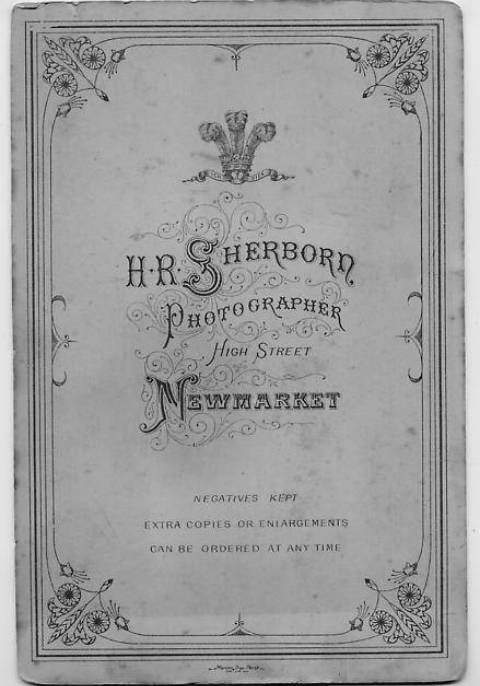 H·R·SHERBORN
PHOTOGRAPHER
HIGH STREET
NEWMARKET
NEGATIVES KEPT
EXTRA COPIES OR ENLARGEMENTS
CAN BE ORDERED AT ANY TIME